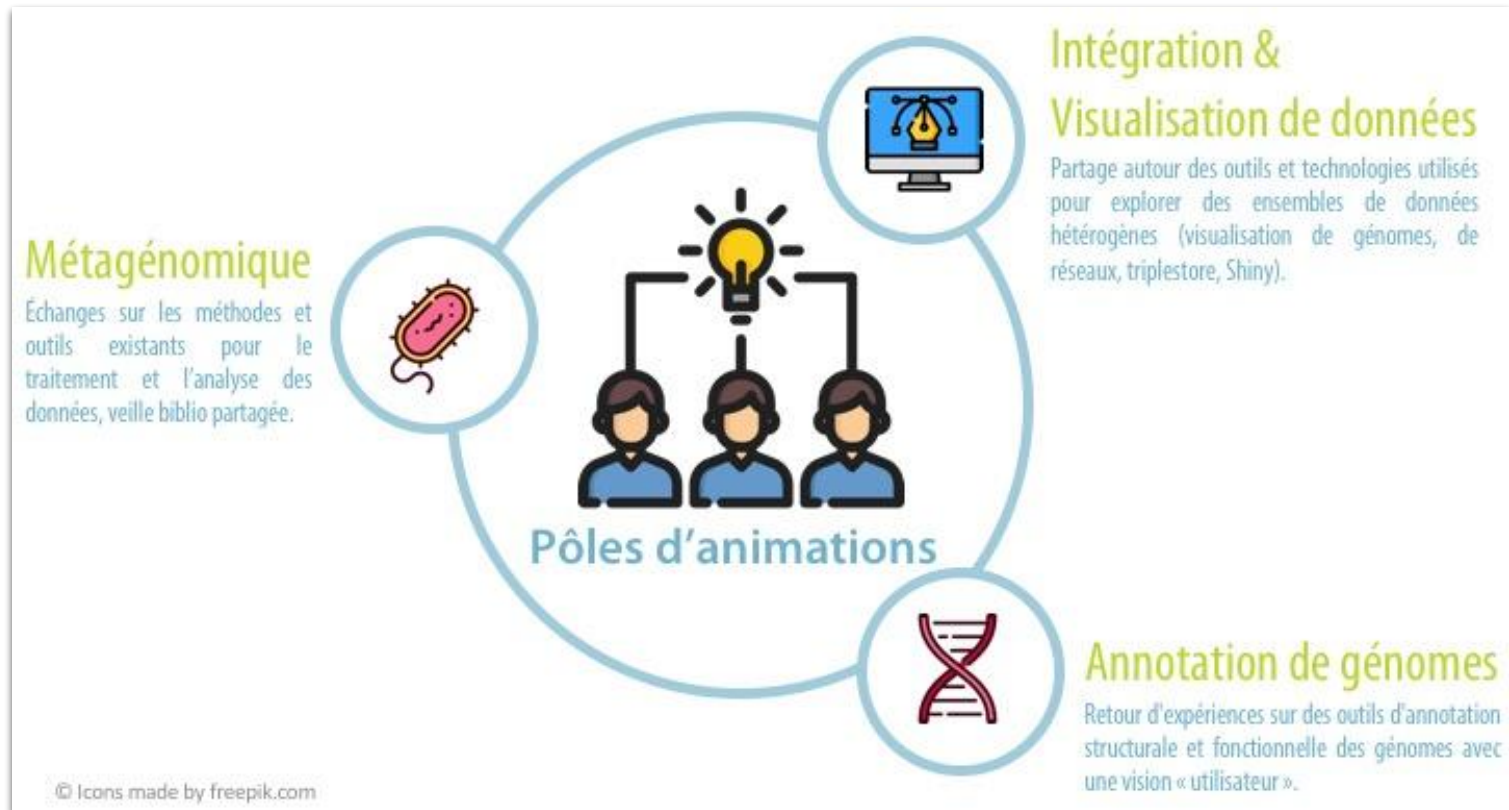 Intégration &
Visualisation de données
Partage autour des outils et technologies utilisés
pour explorer des ensembles de données
hétérogènes (visualisation de génomes, de
réseaux, triplestore, Shiny).
Métagénomique
Échanges sur les méthodes et
outils existants pour le
traitement et l'analyse des
données, veille biblio partagée.
Pôles d'animations
Annotation de génomes
Retour d'expériences sur des outils d'annotation
structurale et fonctionnelle des génomes avec
une vision « utilisateur ».
© Icons made by freepik.com